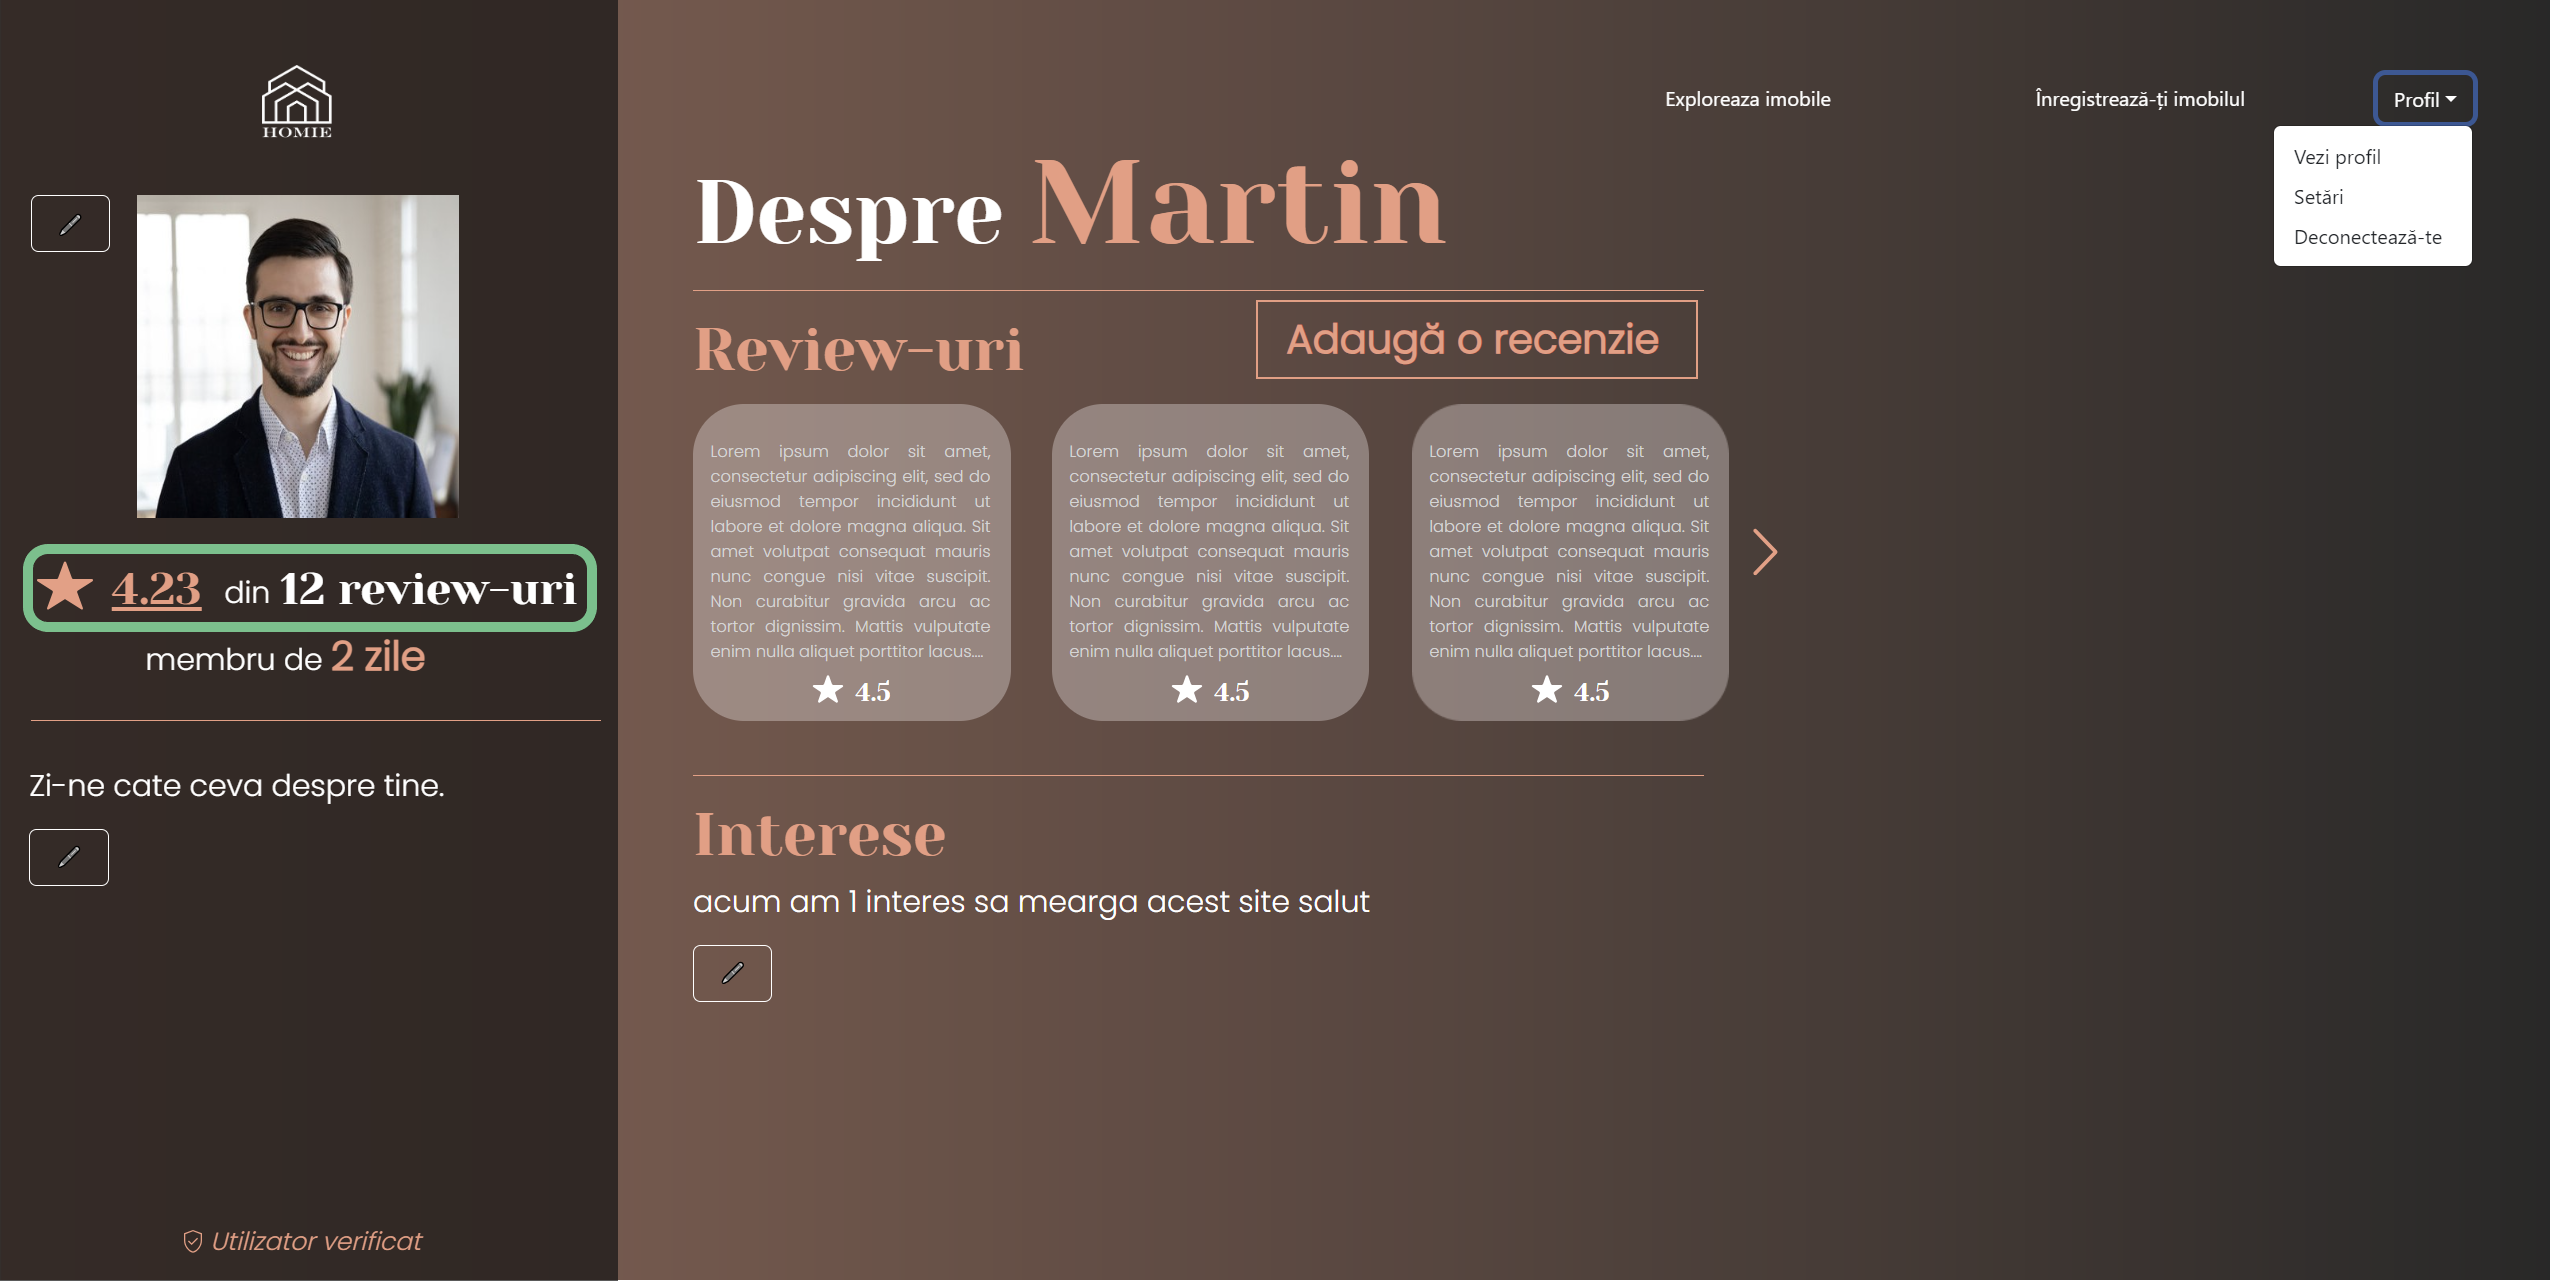 HOMIE
Exploreaza imobile
Înregistrează-ți imobilul
Profil
Vezi profil
Setări
Deconectează-te
4.23 din 12 review-uri
membru de 2 zile
Zi-ne cate ceva despre tine.
Utilizator verificat
Despre Martin
Review-uri
Adaugă o recenzie
Lorem ipsum dolor sit amet,
consectetur adipiscing elit, sed do
eiusmod tempor incididunt ut
labore et dolore magna aliqua. Sit
amet volutpat consequat mauris
nunc congue nisi vitae suscipit.
Non curabitur gravida arcu ac
tortor dignissim. Mattis vulputate
enim nulla aliquet porttitor lacus....
4.5
Lorem ipsum dolor sit amet,
consectetur adipiscing elit, sed do
eiusmod tempor incididunt ut
labore et dolore magna aliqua. Sit
amet volutpat consequat mauris
nunc congue nisi vitae suscipit.
Non curabitur gravida arcu ac
tortor dignissim. Mattis vulputate
enim nulla aliquet porttitor lacus....
4.5
Lorem ipsum dolor sit amet,
consectetur adipiscing elit, sed do
eiusmod tempor incididunt ut
labore et dolore magna aliqua. Sit
amet volutpat consequat mauris
nunc congue nisi vitae suscipit.
Non curabitur gravida arcu ac
tortor dignissim. Mattis vulputate
enim nulla aliquet porttitor lacus....
4.5
Interese
acum am 1 interes sa mearga acest site salut